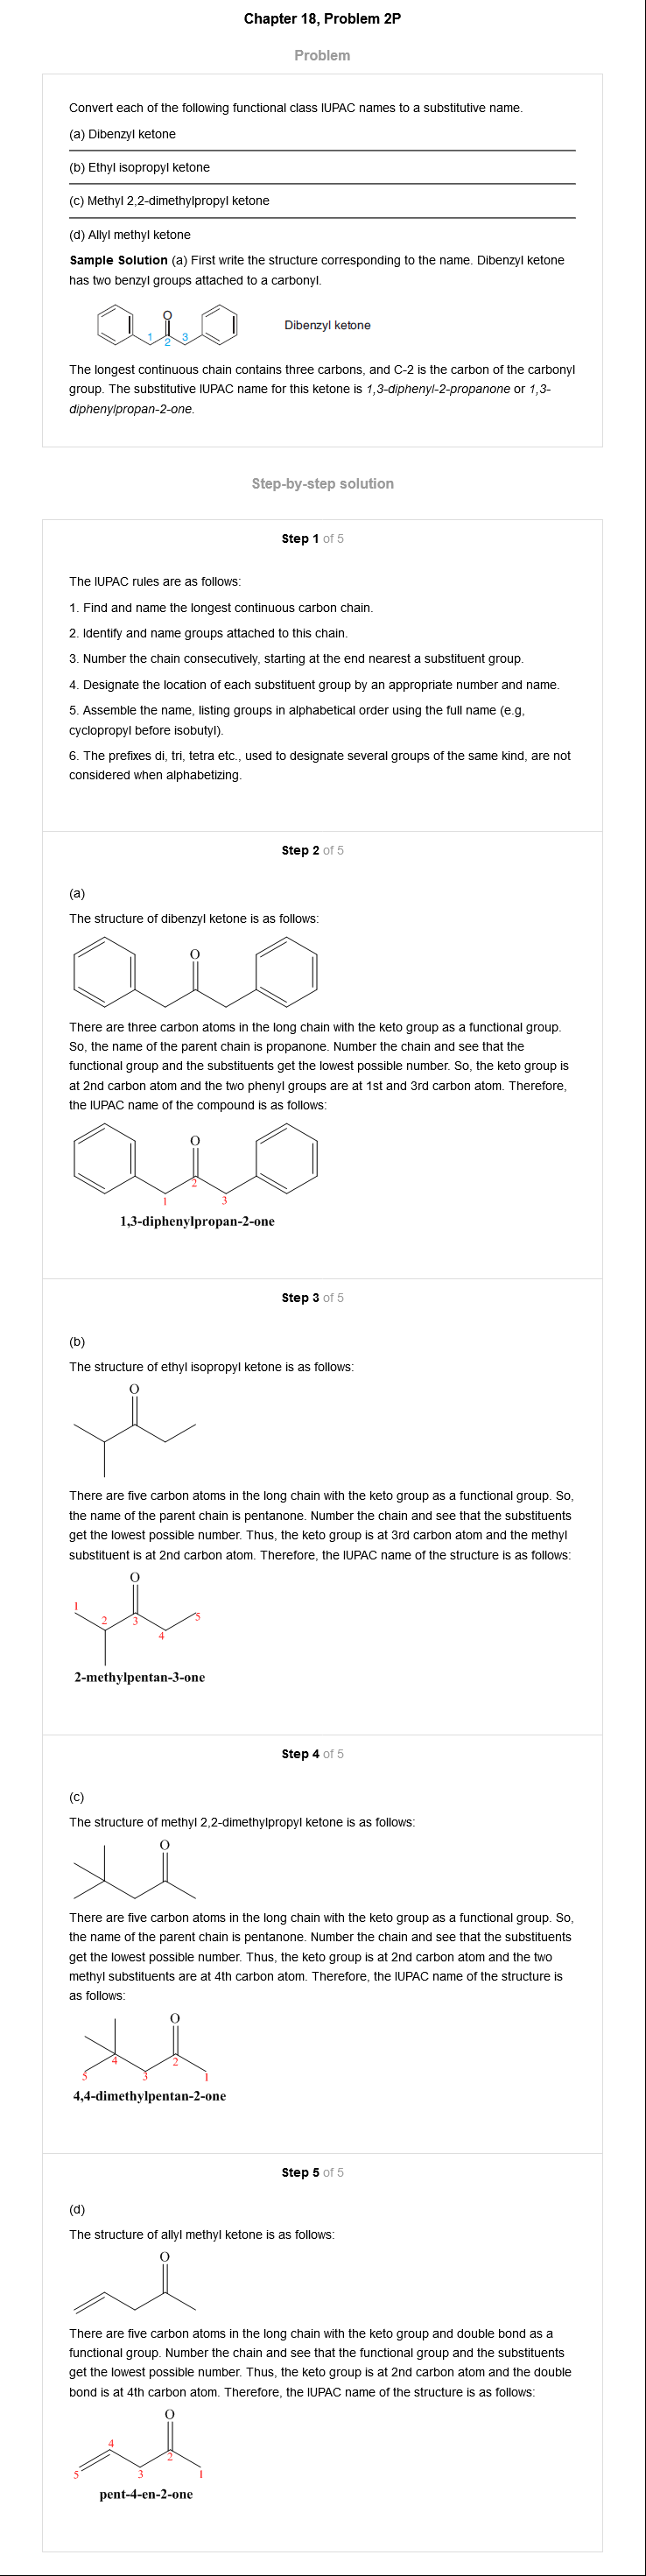 Chapter 18, Problem 2P
Problem
Convert each of the following functional class IUPAC names to a substitutive name.
(a) Dibenzyl ketone
(b) Ethyl isopropyl ketone
(c) Methyl 2,2-dimethylpropyl ketone
(d) Allyl methyl ketone
Sample Solution (a) First write the structure corresponding to the name. Dibenzyl ketone
has two benzyl groups attached to a carbonyl.
O
1 2 3
Dibenzyl ketone
The longest continuous chain contains three carbons, and C-2 is the carbon of the carbonyl
group. The substitutive IUPAC name for this ketone is 1,3-diphenyl-2-propanone or 1,3-
diphenylpropan-2-one.
Step-by-step solution
Step 1 of 5
The IUPAC rules are as follows:
1. Find and name the longest continuous carbon chain.
2. Identify and name groups attached to this chain.
3. Number the chain consecutively, starting at the end nearest a substituent group.
4. Designate the location of each substituent group by an appropriate number and name.
5. Assemble the name, listing groups in alphabetical order using the full name (e.g,
cyclopropyl before isobutyl).
6. The prefixes di, tri, tetra etc., used to designate several groups of the same kind, are not
considered when alphabetizing.
Step 2 of 5
(a)
The structure of dibenzyl ketone is as follows:
O
There are three carbon atoms in the long chain with the keto group as a functional group.
So, the name of the parent chain is propanone. Number the chain and see that the
functional group and the substituents get the lowest possible number. So, the keto group is
at 2nd carbon atom and the two phenyl groups are at 1st and 3rd carbon atom. Therefore,
the IUPAC name of the compound is as follows:
O
2
1 3
1,3-diphenylpropan-2-one
Step 3 of 5
(b)
The structure of ethyl isopropyl ketone is as follows:
O
There are five carbon atoms in the long chain with the keto group as a functional group. So,
the name of the parent chain is pentanone. Number the chain and see that the substituents
get the lowest possible number. Thus, the keto group is at 3rd carbon atom and the methyl
substituent is at 2nd carbon atom. Therefore, the IUPAC name of the structure is as follows:
O
1
2 3 5
4
2-methylpentan-3-one
Step 4 of 5
(c)
The structure of methyl 2,2-dimethylpropyl ketone is as follows:
O
There are five carbon atoms in the long chain with the keto group as a functional group. So,
the name of the parent chain is pentanone. Number the chain and see that the substituents
get the lowest possible number. Thus, the keto group is at 2nd carbon atom and the two
methyl substituents are at 4th carbon atom. Therefore, the IUPAC name of the structure is
as follows:
O
4 2
5 3 1
4,4-dimethylpentan-2-one
Step 5 of 5
(d)
The structure of allyl methyl ketone is as follows:
O
There are five carbon atoms in the long chain with the keto group and double bond as a
functional group. Number the chain and see that the functional group and the substituents
get the lowest possible number. Thus, the keto group is at 2nd carbon atom and the double
bond is at 4th carbon atom. Therefore, the IUPAC name of the structure is as follows:
O
4
2
5 3 1
pent-4-en-2-one